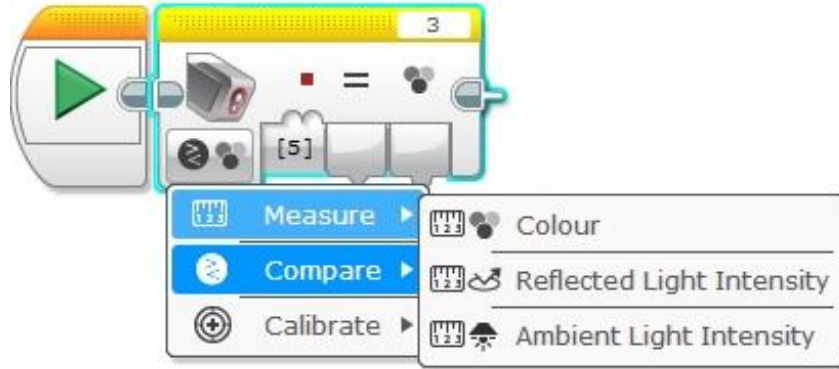 3
[5]
Measure
Compare
Calibrate
Colour
Reflected Light Intensity
Ambient Light Intensity